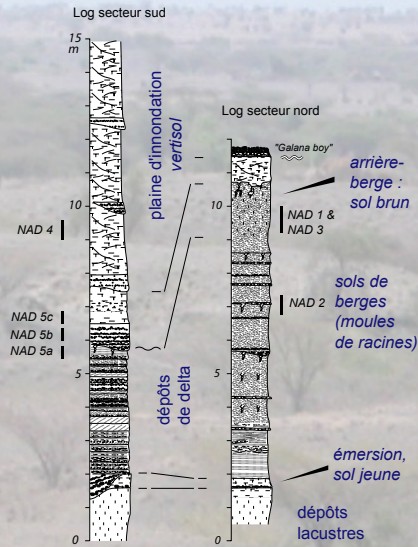 Log secteur sud
15
m
10
5
0
NAD 4
NAD 5c
NAD 5b
NAD 5a
plaine d'innondation
vertisol
dépôts
de delta
Log secteur nord
"Galana boy"
10
5
0
NAD 1 &
NAD 3
NAD 2
arrière-
berge :
sol brun
sols de
berges
(moules
de racines)
émersion,
sol jeune
dépôts
lacustres